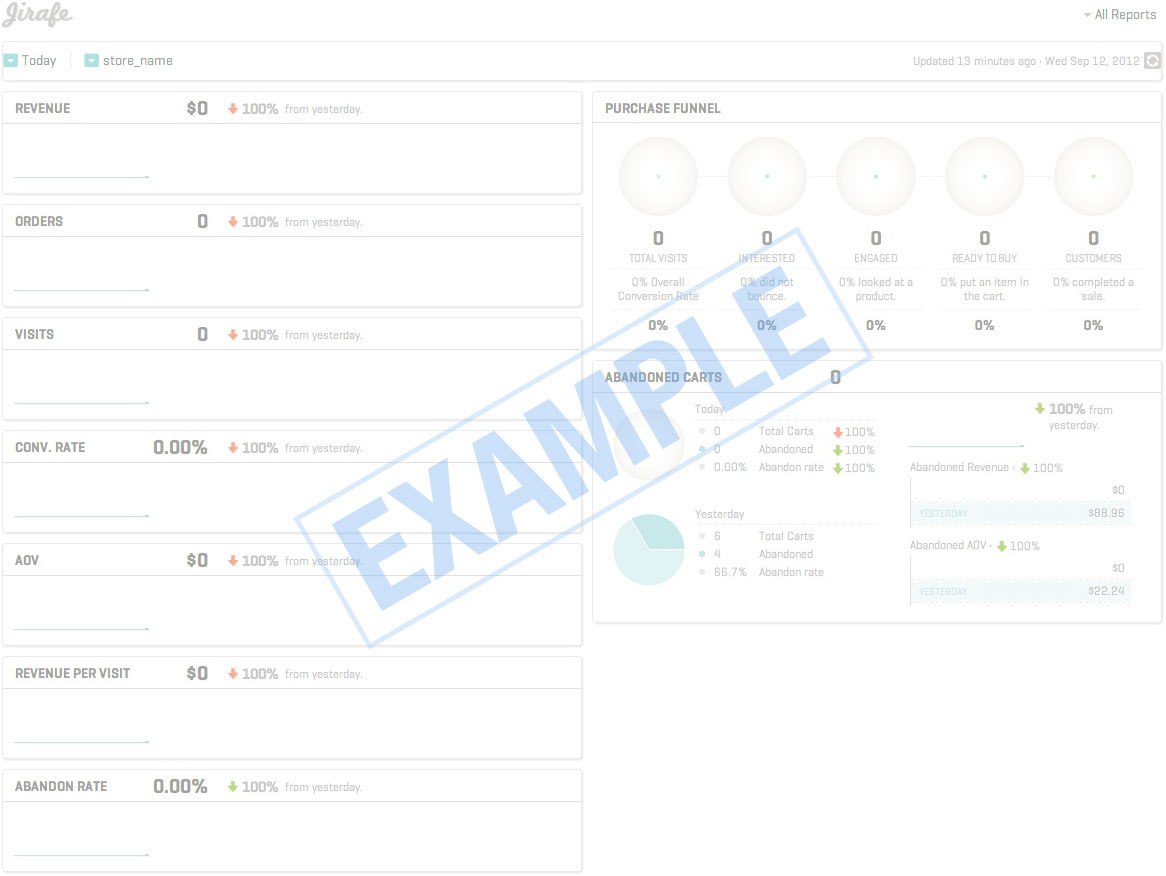 Jirafe
All Reports
Today
store_name
Updated 13 minutes ago · Wed Sep 12, 2012
REVENUE $0 100% from yesterday.
ORDERS 0 100% from yesterday.
VISITS 0 100% from yesterday.
CONV. RATE 0.00% 100% from yesterday.
AOV $0 100% from yesterday.
REVENUE PER VISIT $0 100% from yesterday.
ABANDON RATE 0.00% 100% from yesterday.
PURCHASE FUNNEL
0 0 0 0 0
TOTAL VISITS INTERESTED ENGAGED READY TO BUY CUSTOMERS
0% Overall 0% did not 0% looked at a 0% put an item in 0% completed a
Conversion Rate bounce. product. the cart. sale.
0% 0% 0% 0% 0%
ABANDONED CARTS 0
Today
0 Total Carts 100%
0 Abandoned 100%
0.00% Abandon rate 100%
Yesterday
6 Total Carts
4 Abandoned
66.7% Abandon rate
100% from
yesterday.
Abandoned Revenue · 100%
$0
YESTERDAY $88.96
Abandoned AOV · 100%
$0
YESTERDAY $22.24
EXAMPLE